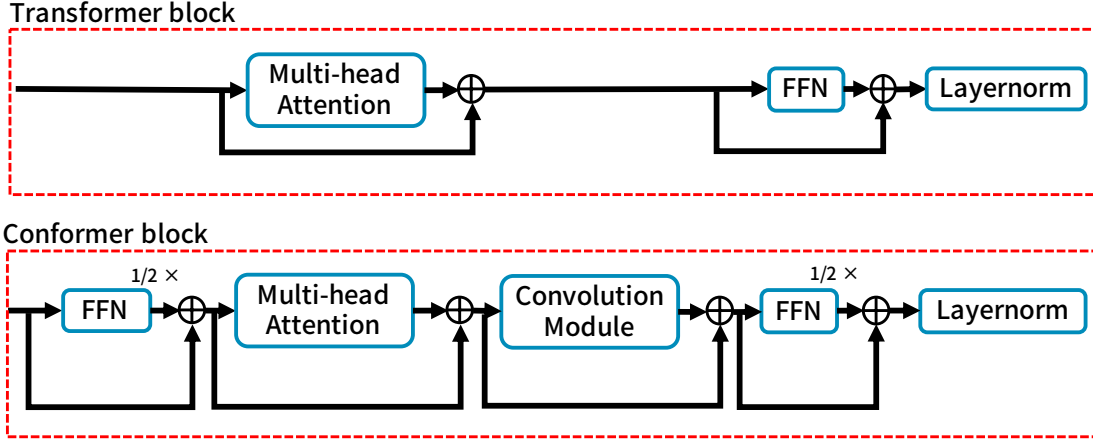 Transformer block
Multi-head
Attention
FFN
Layernorm
Conformer block
1/2 ×
1/2 ×
FFN
Multi-head
Attention
Convolution
Module
FFN
Layernorm